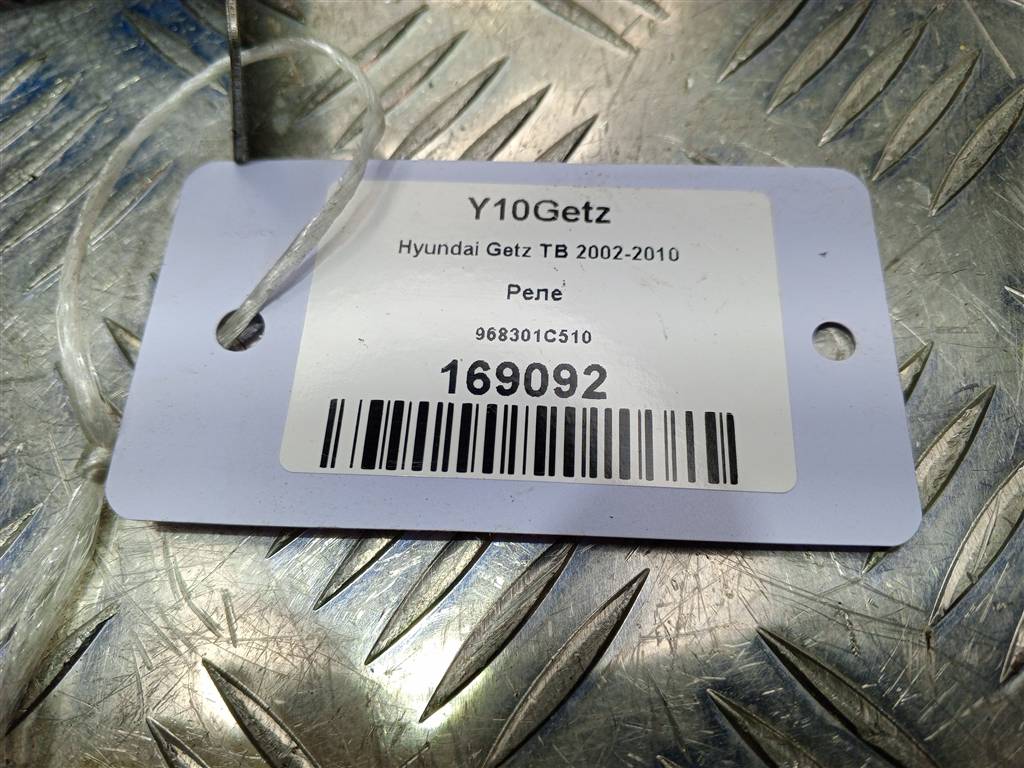 Y10Getz
Hyundai Getz TB 2002-2010
Реле
968301C510
169092